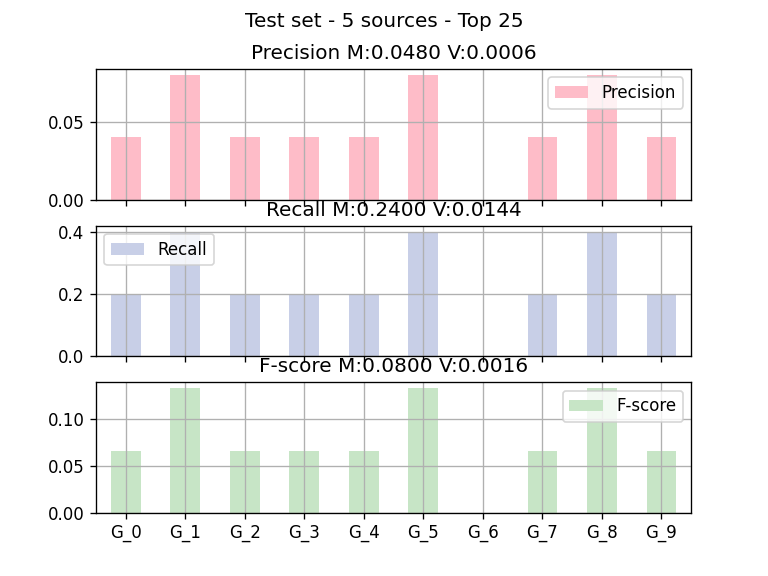 Test set - 5 sources - Top 25
Precision M:0.0480 V:0.0006
0.05
0.00
Precision
Recall M:0.2400 V:0.0144
0.4
0.2
0.0
Recall
F-score M:0.0800 V:0.0016
0.10
0.05
0.00
F-score
G_0 G_1 G_2 G_3 G_4 G_5 G_6 G_7 G_8 G_9